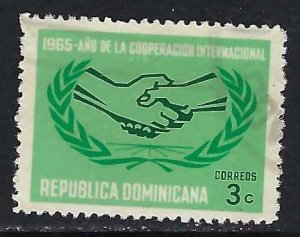 1965-AÑO DE LA COOPERACION INTERNACIONAL
CORREOS
3c
REPUBLICA DOMINICANA